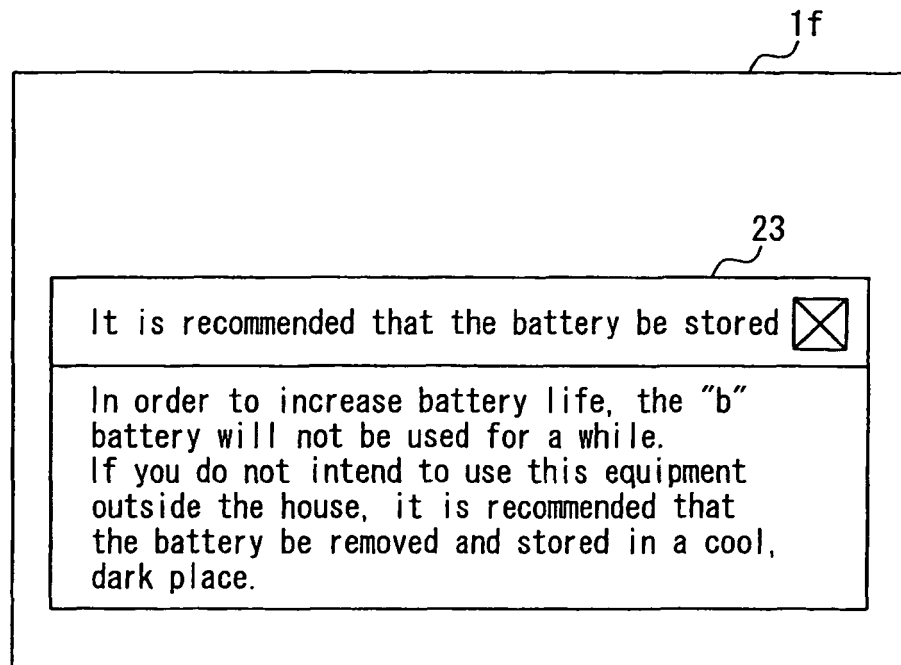 1f
23
It is recommended that the battery be stored
In order to increase battery life, the "b"
battery will not be used for a while.
If you do not intend to use this equipment
outside the house, it is recommended that
the battery be removed and stored in a cool,
dark place.